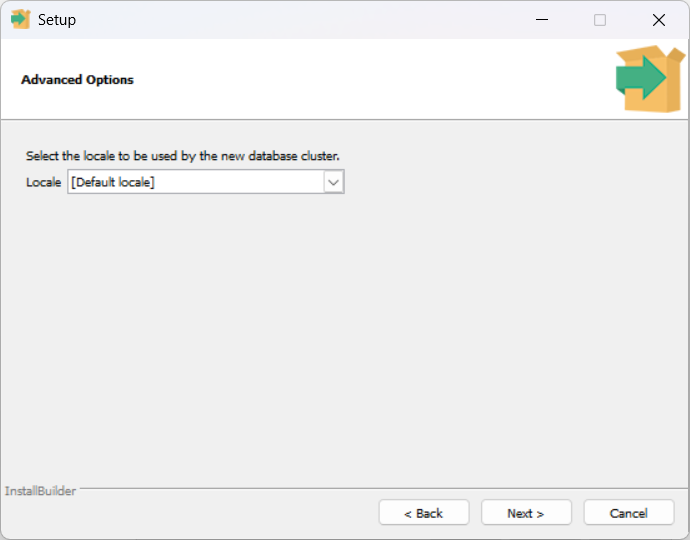 Setup
Advanced Options
Select the locale to be used by the new database cluster.
Locale [Default locale]
InstallBuilder
< Back Next > Cancel